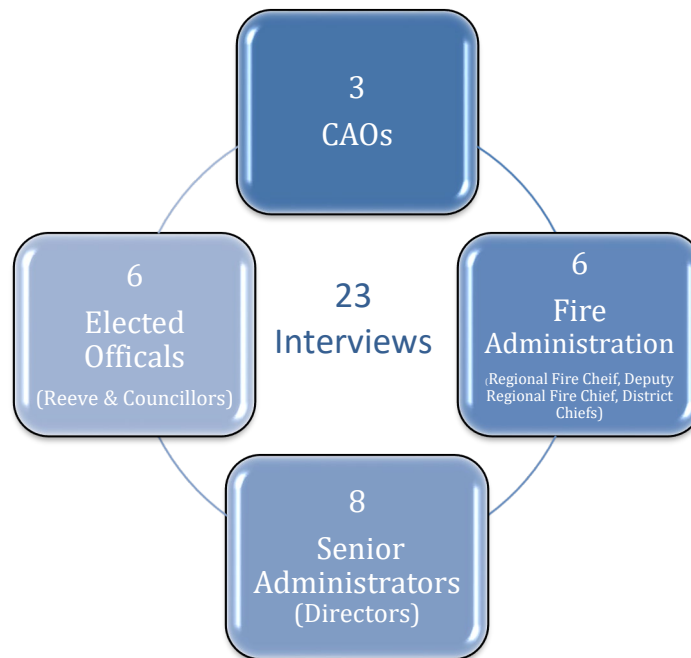 3
CAOs
6
Fire
Administration
(Regional Fire Cheif, Deputy
Regional Fire Chief, District
Chiefs)
8
Senior
Administrators
(Directors)
6
Elected
Officals
(Reeve & Councillors)
23
Interviews